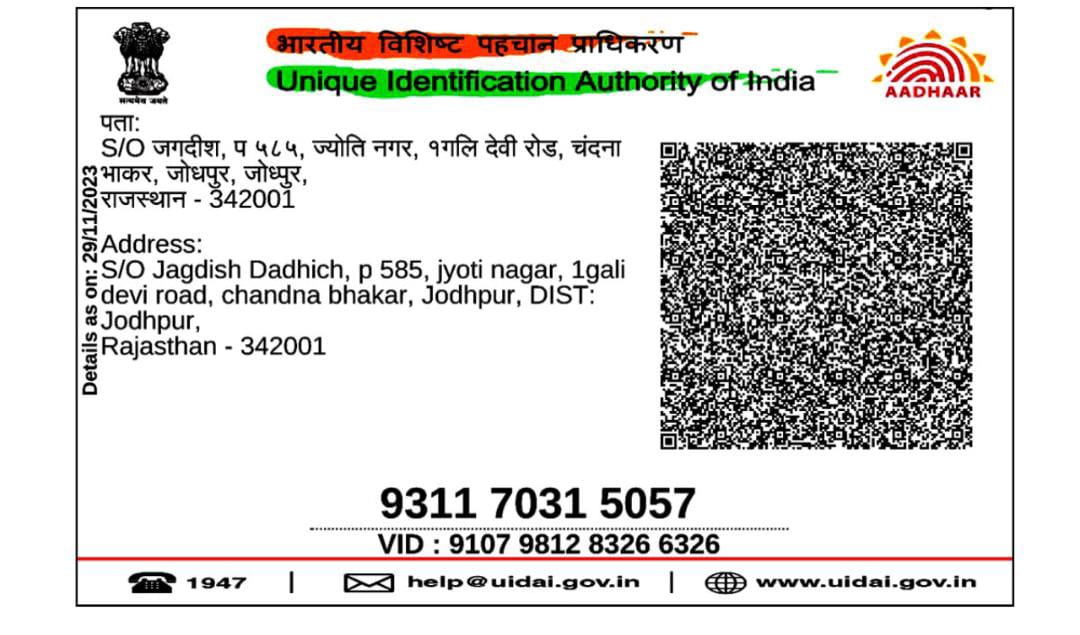 भारतीय विशिष्ट पहचान प्राधिकरण
Unique Identification Authority of India
सत्यमेव जयते
AADHAAR
पता:
S/O जगदीश, प ५८५, ज्योति नगर, १गलि देवी रोड, चंदना
भाकर, जोधपुर, जोध्पुर,
राजस्थान - 342001
Address:
S/O Jagdish Dadhich, p 585, jyoti nagar, 1gali
devi road, chandna bhakar, Jodhpur, DIST:
Jodhpur,
Rajasthan - 342001
Details as on: 29/11/2023
9311 7031 5057
VID : 9107 9812 8326 6326
1947 | help@uidai.gov.in | www.uidai.gov.in